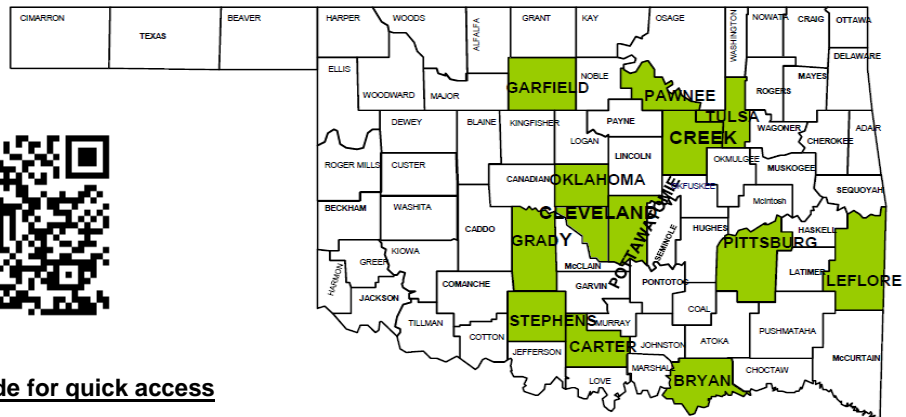 CIMARRON
TEXAS
BEAVER
HARPER
WOODS
ALFALFA
GRANT
KAY
OSAGE
WASHINGTON
NOWATA
CRAIG
OTTAWA
DELAWARE
ELLIS
WOODWARD
MAJOR
GARFIELD
NOBLE
PAWNEE
TULSA
ROGERS
MAYES
DEWEY
BLAINE
KINGFISHER
LOGAN
PAYNE
CREEK
WAGONER
CHEROKEE
ADAIR
ROGER MILLS
CUSTER
CANADIAN
OKLAHOMA
LINCOLN
OKFUSKEE
OKMULGEE
MUSKOGEE
SEQUOYAH
BECKHAM
WASHITA
CADDO
GRADY
CLEVELAND
POTTAWATOMIE
SEMINOLE
HUGHES
McIntosh
HASKELL
PITTSBURG
LATIMER
LEFLORE
HARMON
GREER
KIOWA
JACKSON
COMANCHE
McCLAIN
GARVIN
PONTOTOC
COAL
TILLMAN
COTTON
STEPHENS
MURRAY
JOHNSTON
ATOKA
PUSHMATAHA
McCURTAIN
JEFFERSON
CARTER
LOVE
MARSHALL
BRYAN
CHOCTAW
de for quick access